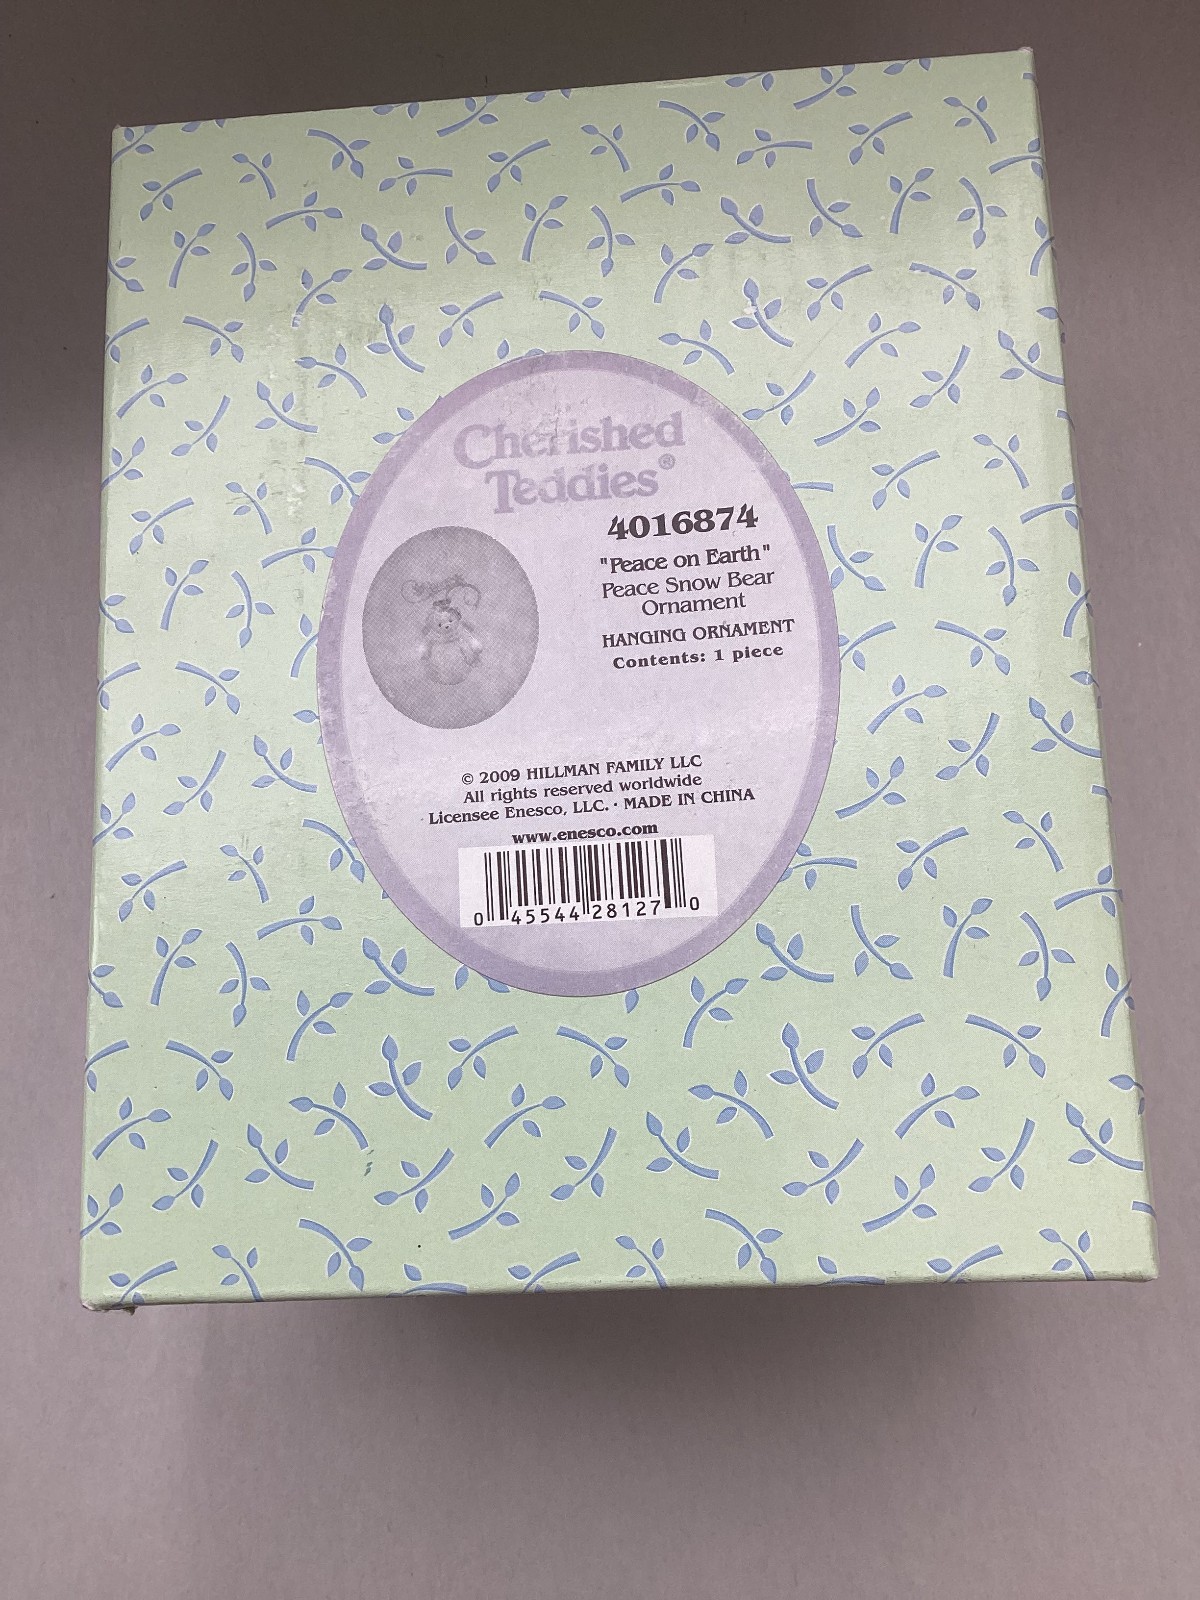 Cherished
Teddies®
4016874
"Peace on Earth"
Peace Snow Bear
Ornament
HANGING ORNAMENT
Contents: 1 piece
© 2009 HILLMAN FAMILY LLC
All rights reserved worldwide
Licensee Enesco, LLC. · MADE IN CHINA
www.enesco.com
0 45544 28127 0